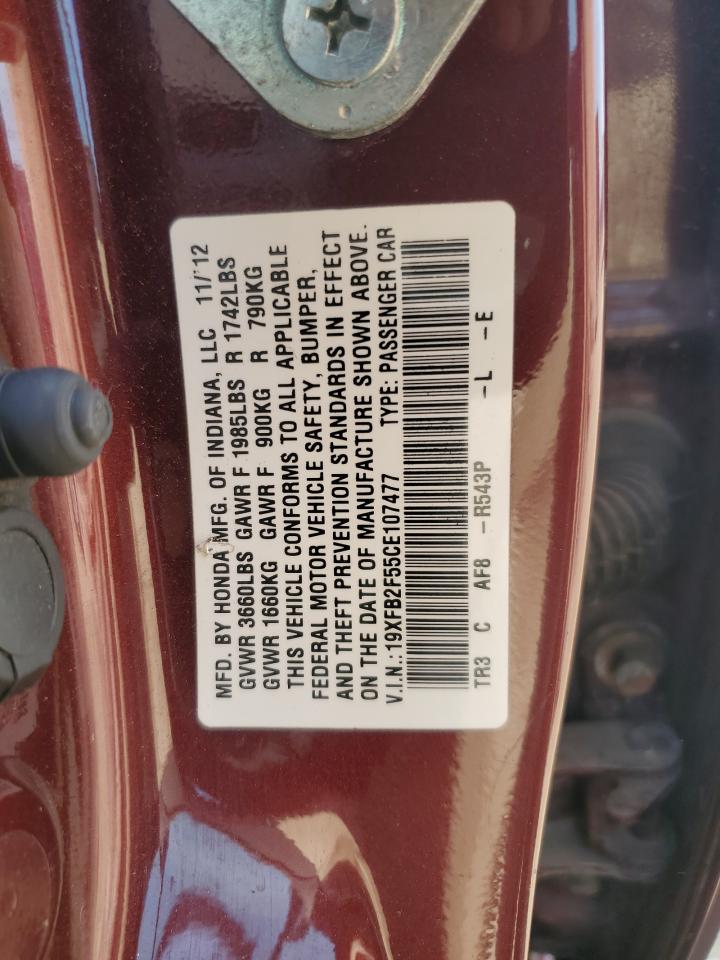 MFD. BY HONDA MFG. OF INDIANA, LLC 11/'12
GVWR 3660LBS GAWR F 1985LBS R 1742LBS
GVWR 1660KG GAWR F 900KG R 790KG
THIS VEHICLE CONFORMS TO ALL APPLICABLE
FEDERAL MOTOR VEHICLE SAFETY, BUMPER,
AND THEFT PREVENTION STANDARDS IN EFFECT
ON THE DATE OF MANUFACTURE SHOWN ABOVE.
V.I.N.:19XFB2F55CE107477 TYPE: PASSENGER CAR
TR3 C AF8 -R543P -L -E